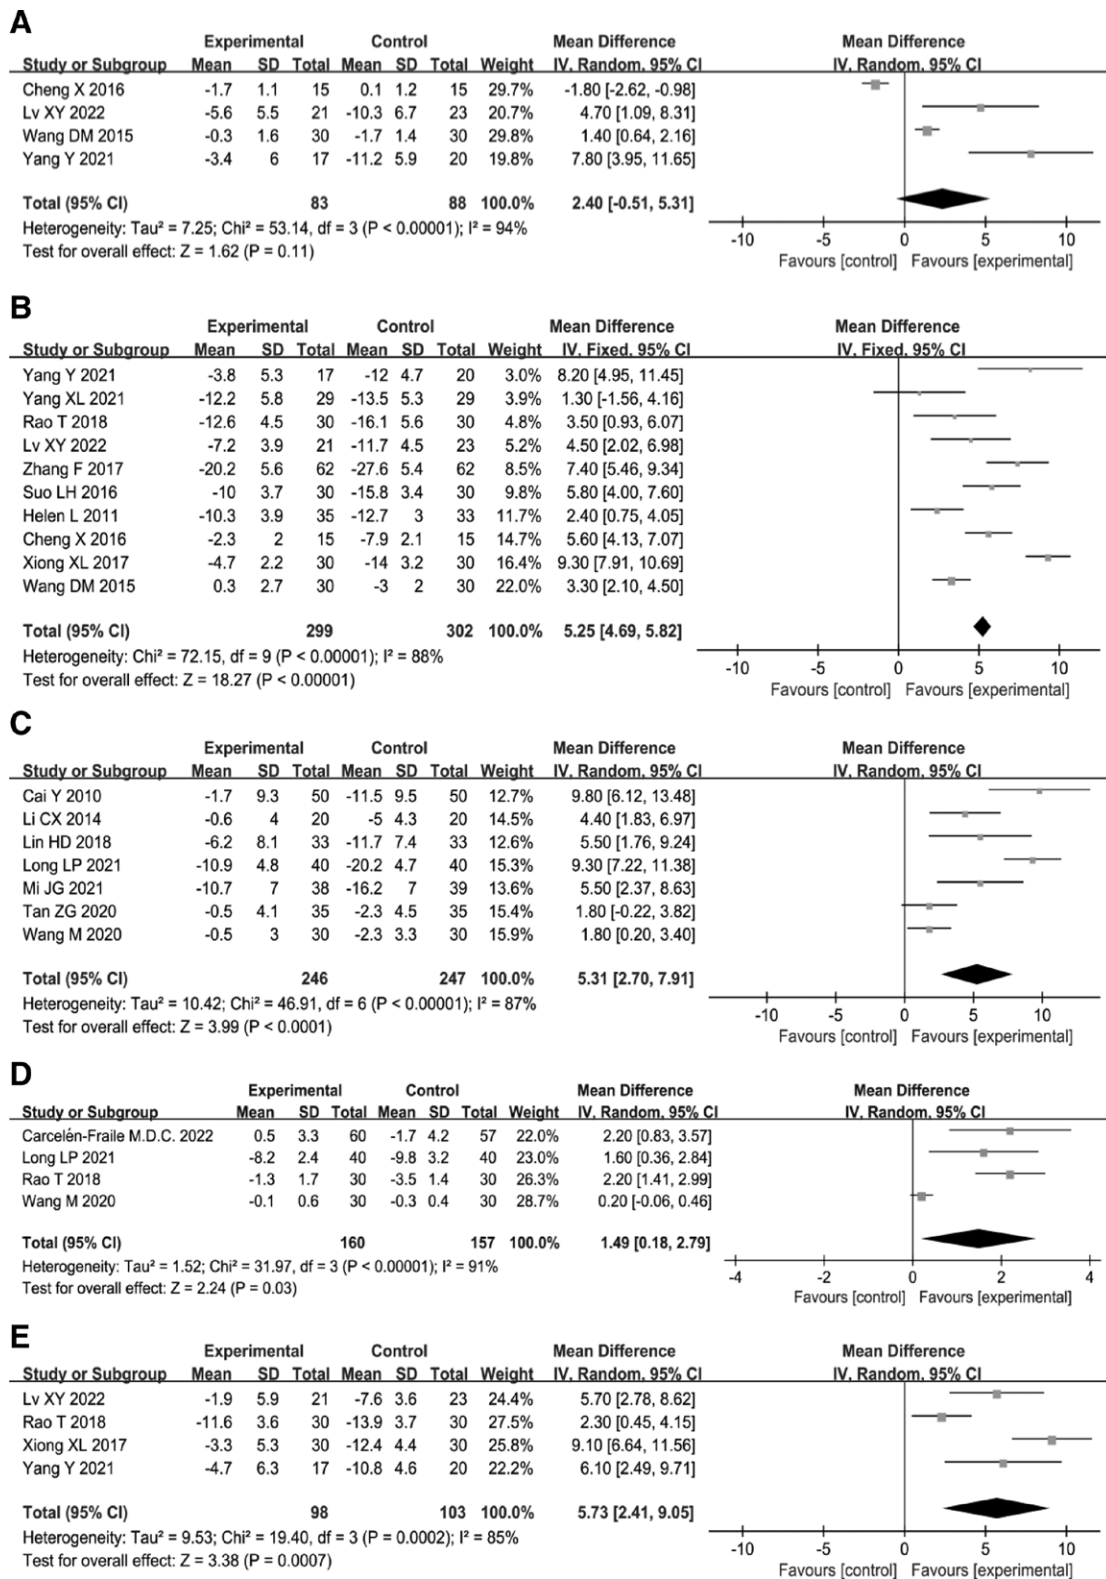 A
Experimental Control Mean Difference Mean Difference
Study or Subgroup Mean SD Total Mean SD Total Weight IV, Random, 95% CI IV, Random, 95% CI
Cheng X 2016 -1.7 1.1 15 0.1 1.2 15 29.7% -1.80 [-2.62, -0.98]
Lv XY 2022 -5.6 5.5 21 -10.3 6.7 23 20.7% 4.70 [1.09, 8.31]
Wang DM 2015 -0.3 1.6 30 -1.7 1.4 30 29.8% 1.40 [0.64, 2.16]
Yang Y 2021 -3.4 6 17 -11.2 5.9 20 19.8% 7.80 [3.95, 11.65]
Total (95% CI) 83 88 100.0% 2.40 [-0.51, 5.31]
Heterogeneity: Tau² = 7.25; Chi² = 53.14, df = 3 (P < 0.00001); I² = 94%
Test for overall effect: Z = 1.62 (P = 0.11)
-10 -5 0 5 10
Favours [control] Favours [experimental]
B
Experimental Control Mean Difference Mean Difference
Study or Subgroup Mean SD Total Mean SD Total Weight IV, Fixed, 95% CI IV, Fixed, 95% CI
Yang Y 2021 -3.8 5.3 17 -12 4.7 20 3.0% 8.20 [4.95, 11.45]
Yang XL 2021 -12.2 5.8 29 -13.5 5.3 29 3.9% 1.30 [-1.56, 4.16]
Rao T 2018 -12.6 4.5 30 -16.1 5.6 30 4.8% 3.50 [0.93, 6.07]
Lv XY 2022 -7.2 3.9 21 -11.7 4.5 23 5.2% 4.50 [2.02, 6.98]
Zhang F 2017 -20.2 5.6 62 -27.6 5.4 62 8.5% 7.40 [5.46, 9.34]
Suo LH 2016 -10 3.7 30 -15.8 3.4 30 9.8% 5.80 [4.00, 7.60]
Helen L 2011 -10.3 3.9 35 -12.7 3 33 11.7% 2.40 [0.75, 4.05]
Cheng X 2016 -2.3 2 15 -7.9 2.1 15 14.7% 5.60 [4.13, 7.07]
Xiong XL 2017 -4.7 2.2 30 -14 3.2 30 16.4% 9.30 [7.91, 10.69]
Wang DM 2015 0.3 2.7 30 -3 2 30 22.0% 3.30 [2.10, 4.50]
Total (95% CI) 299 302 100.0% 5.25 [4.69, 5.82]
Heterogeneity: Chi² = 72.15, df = 9 (P < 0.00001); I² = 88%
Test for overall effect: Z = 18.27 (P < 0.00001)
-10 -5 0 5 10
Favours [control] Favours [experimental]
C
Experimental Control Mean Difference Mean Difference
Study or Subgroup Mean SD Total Mean SD Total Weight IV, Random, 95% CI IV, Random, 95% CI
Cai Y 2010 -1.7 9.3 50 -11.5 9.5 50 12.7% 9.80 [6.12, 13.48]
Li CX 2014 -0.6 4 20 -5 4.3 20 14.5% 4.40 [1.83, 6.97]
Lin HD 2018 -6.2 8.1 33 -11.7 7.4 33 12.6% 5.50 [1.76, 9.24]
Long LP 2021 -10.9 4.8 40 -20.2 4.7 40 15.3% 9.30 [7.22, 11.38]
Mi JG 2021 -10.7 7 38 -16.2 7 39 13.6% 5.50 [2.37, 8.63]
Tan ZG 2020 -0.5 4.1 35 -2.3 4.5 35 15.4% 1.80 [-0.22, 3.82]
Wang M 2020 -0.5 3 30 -2.3 3.3 30 15.9% 1.80 [0.20, 3.40]
Total (95% CI) 246 247 100.0% 5.31 [2.70, 7.91]
Heterogeneity: Tau² = 10.42; Chi² = 46.91, df = 6 (P < 0.00001); I² = 87%
Test for overall effect: Z = 3.99 (P < 0.0001)
-10 -5 0 5 10
Favours [control] Favours [experimental]
D
Experimental Control Mean Difference Mean Difference
Study or Subgroup Mean SD Total Mean SD Total Weight IV, Random, 95% CI IV, Random, 95% CI
Carcelén-Fraile M.D.C. 2022 0.5 3.3 60 -1.7 4.2 57 22.0% 2.20 [0.83, 3.57]
Long LP 2021 -8.2 2.4 40 -9.8 3.2 40 23.0% 1.60 [0.36, 2.84]
Rao T 2018 -1.3 1.7 30 -3.5 1.4 30 26.3% 2.20 [1.41, 2.99]
Wang M 2020 -0.1 0.6 30 -0.3 0.4 30 28.7% 0.20 [-0.06, 0.46]
Total (95% CI) 160 157 100.0% 1.49 [0.18, 2.79]
Heterogeneity: Tau² = 1.52; Chi² = 31.97, df = 3 (P < 0.00001); I² = 91%
Test for overall effect: Z = 2.24 (P = 0.03)
-4 -2 0 2 4
Favours [control] Favours [experimental]
E
Experimental Control Mean Difference Mean Difference
Study or Subgroup Mean SD Total Mean SD Total Weight IV, Random, 95% CI IV, Random, 95% CI
Lv XY 2022 -1.9 5.9 21 -7.6 3.6 23 24.4% 5.70 [2.78, 8.62]
Rao T 2018 -11.6 3.6 30 -13.9 3.7 30 27.5% 2.30 [0.45, 4.15]
Xiong XL 2017 -3.3 5.3 30 -12.4 4.4 30 25.8% 9.10 [6.64, 11.56]
Yang Y 2021 -4.7 6.3 17 -10.8 4.6 20 22.2% 6.10 [2.49, 9.71]
Total (95% CI) 98 103 100.0% 5.73 [2.41, 9.05]
Heterogeneity: Tau² = 9.53; Chi² = 19.40, df = 3 (P = 0.0002); I² = 85%
Test for overall effect: Z = 3.38 (P = 0.0007)
-10 -5 0 5 10
Favours [control] Favours [experimental]